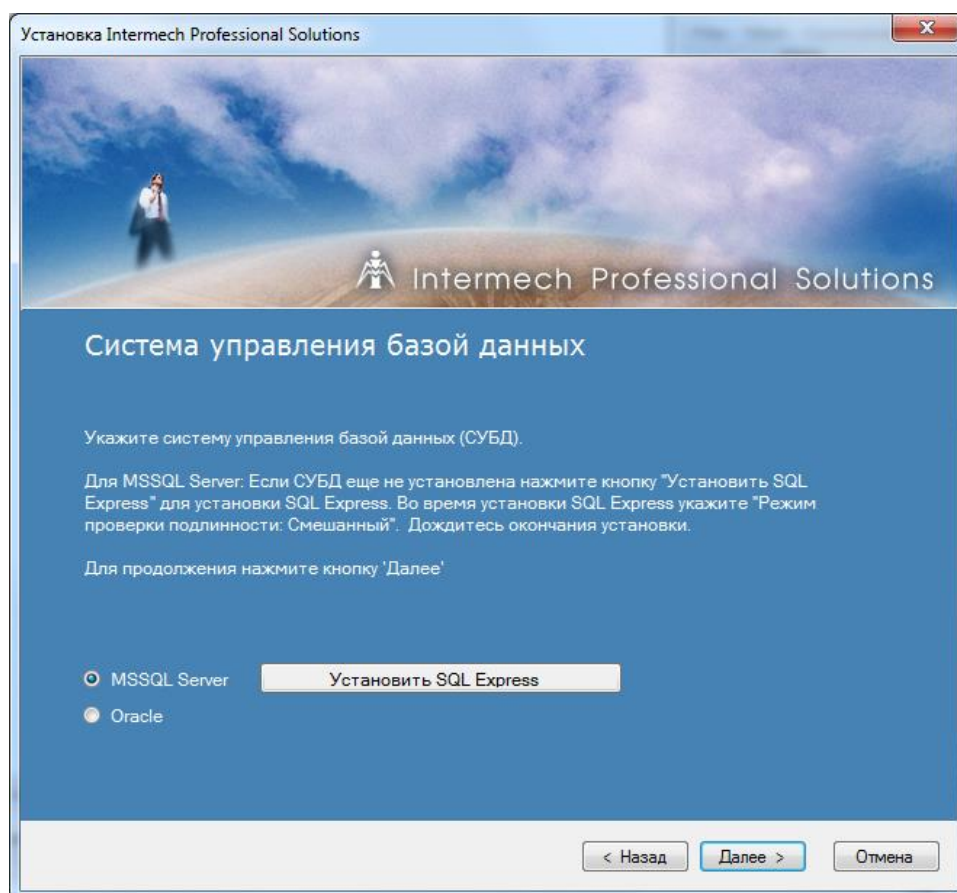 Установка Intermech Professional Solutions
Intermech Professional Solutions
Система управления базой данных
Укажите систему управления базой данных (СУБД).
Для MSSQL Server: Если СУБД еще не установлена нажмите кнопку "Установить SQL
Express" для установки SQL Express. Во время установки SQL Express укажите "Режим
проверки подлинности: Смешанный".  Дождитесь окончания установки.
Для продолжения нажмите кнопку 'Далее'
MSSQL Server
Установить SQL Express
Oracle
< Назад
Далее >
Отмена